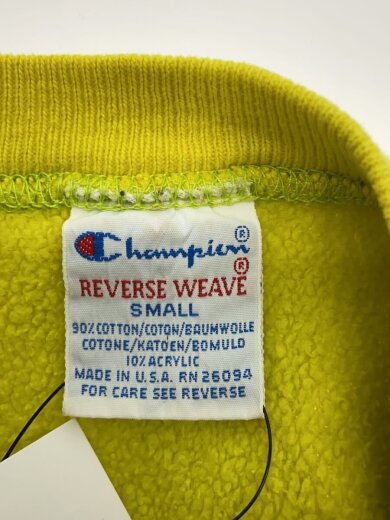 Champion®
REVERSE WEAVE®
SMALL
90% COTTON/COTON/BAUMWOLLE
COTONE/KATOEN/BOMULD
10% ACRYLIC
MADE IN U.S.A. RN 26094
FOR CARE SEE REVERSE